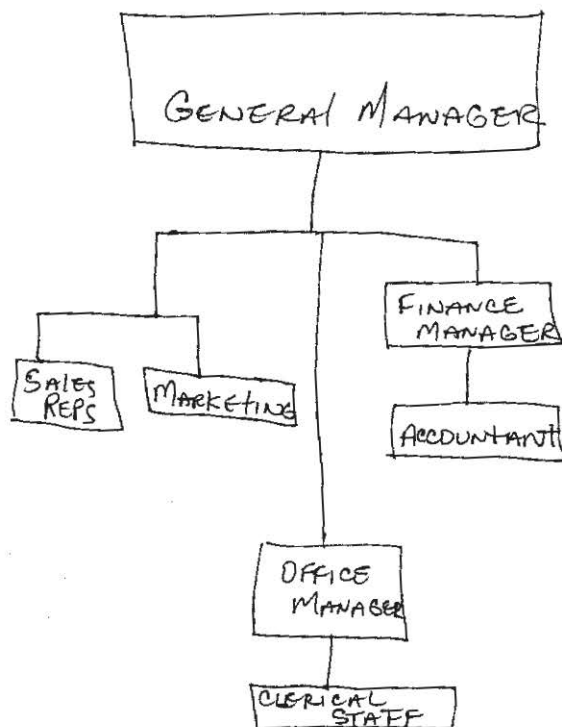 GENERAL MANAGER
FINANCE
MANAGER
SALES
REPS
MARKETING
ACCOUNTANT
OFFICE
MANAGER
CLERICAL
STAFF